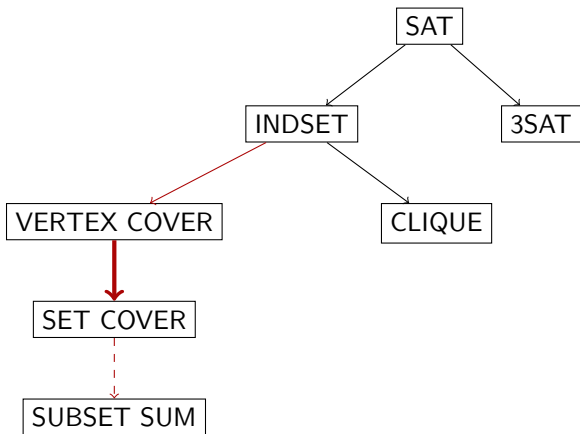 SAT
INDSET
3SAT
VERTEX COVER
CLIQUE
SET COVER
SUBSET SUM